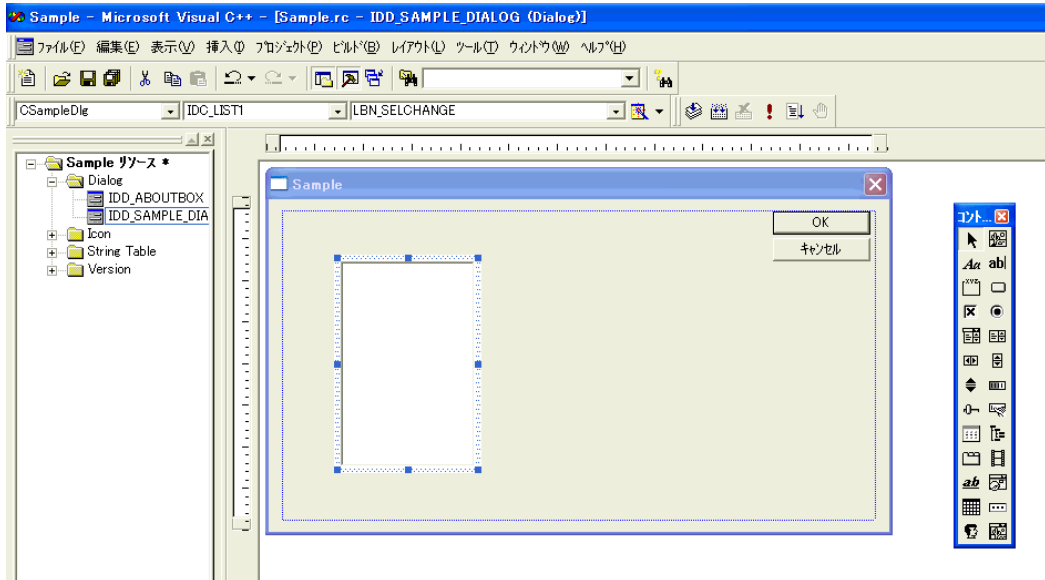 Sample - Microsoft Visual C++ - [Sample.rc - IDD_SAMPLE_DIALOG (Dialog)]
ファイル(F) 編集(E) 表示(V) 挿入(I) プロジェクト(P) ビルド(B) レイアウト(L) ツール(T) ウィンドウ(W) ヘルプ(H)
CSampleDlg IDC_LIST1 LBN_SELCHANGE
Sample リソース *
Dialog
IDD_ABOUTBOX
IDD_SAMPLE_DIA
Icon
String Table
Version
Sample
OK
キャンセル
コント...
Aa ab|
xyz
ab